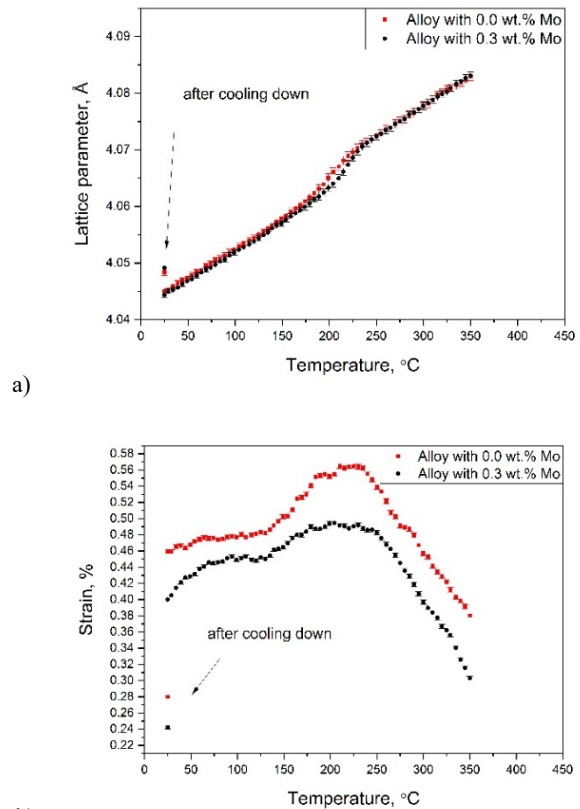 Alloy with 0.0 wt.% Mo
Alloy with 0.3 wt.% Mo
4.09
4.08
4.07
4.06
4.05
4.04
Lattice parameter, Å
after cooling down
0 50 100 150 200 250 300 350 400 450
Temperature, °C
a)
Alloy with 0.0 wt.% Mo
Alloy with 0.3 wt.% Mo
0.58
0.56
0.52
0.50
0.48
0.46
0.44
0.42
0.40
0.38
0.36
0.34
0.32
0.30
0.28
0.26
0.24
0.22
Strain, %
after cooling down
0 50 100 150 200 250 300 350 400 450
Temperature, °C